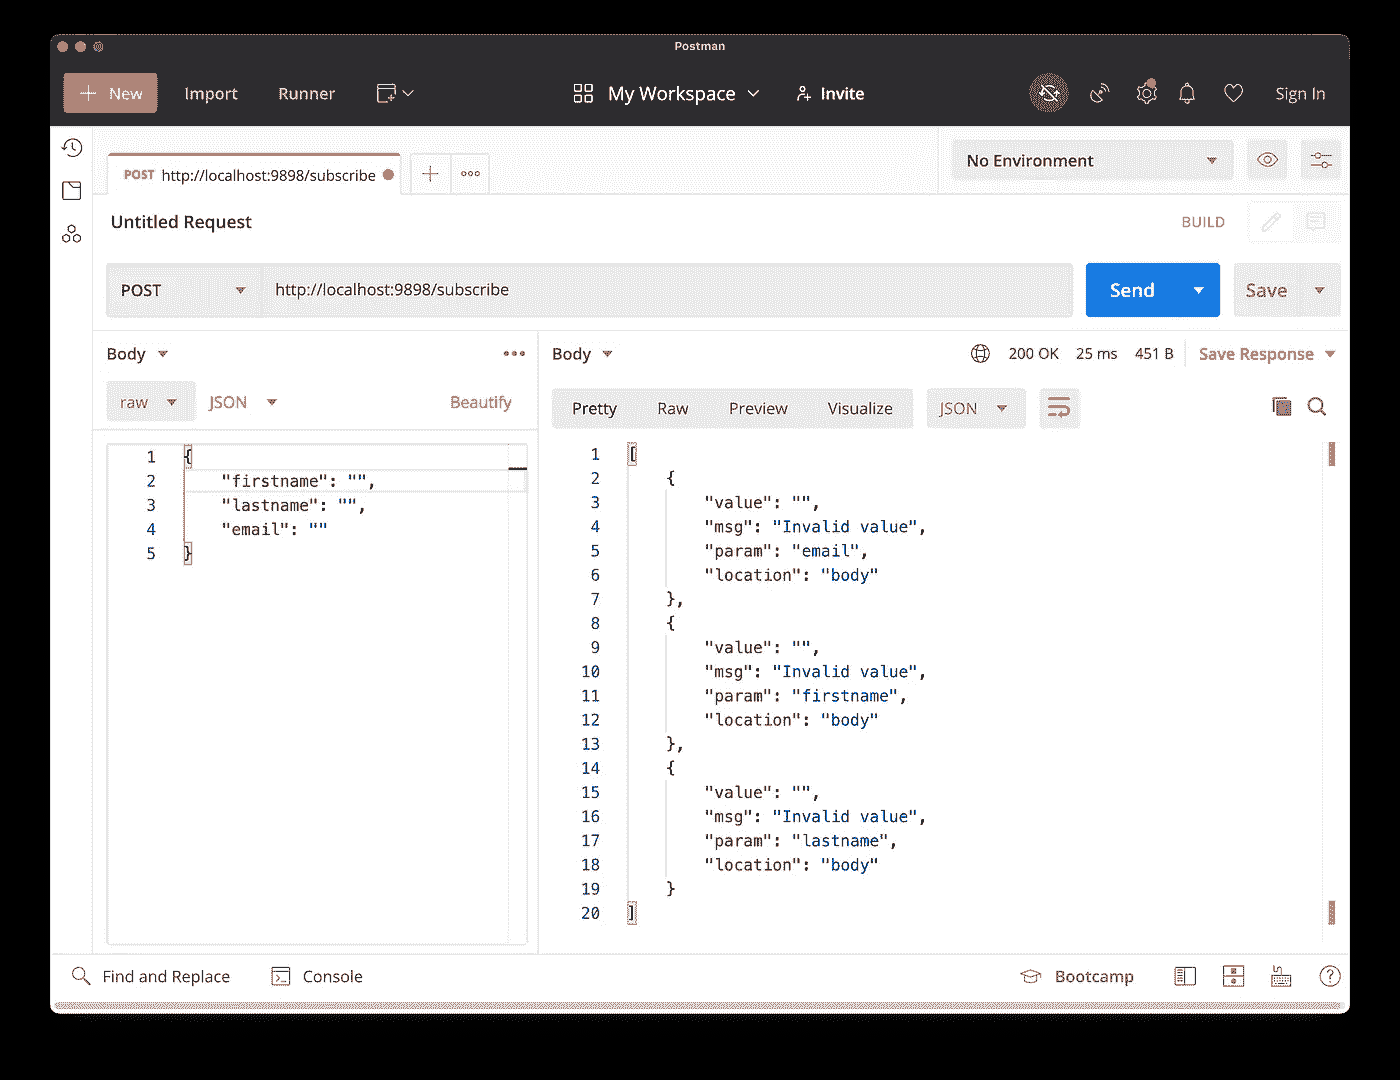 Postman
New Import Runner My Workspace Invite Sign In
POST http://localhost:9898/subscribe No Environment
Untitled Request BUILD
POST http://localhost:9898/subscribe Send Save
Body Body 200 OK 25 ms 451 B Save Response
raw JSON Beautify Pretty Raw Preview Visualize JSON
1 {
2 "firstname": "",
3 "lastname": "",
4 "email": ""
5 }
1 [
2 {
3 "value": "",
4 "msg": "Invalid value",
5 "param": "email",
6 "location": "body"
7 },
8 {
9 "value": "",
10 "msg": "Invalid value",
11 "param": "firstname",
12 "location": "body"
13 },
14 {
15 "value": "",
16 "msg": "Invalid value",
17 "param": "lastname",
18 "location": "body"
19 }
20 ]
Find and Replace Console Bootcamp